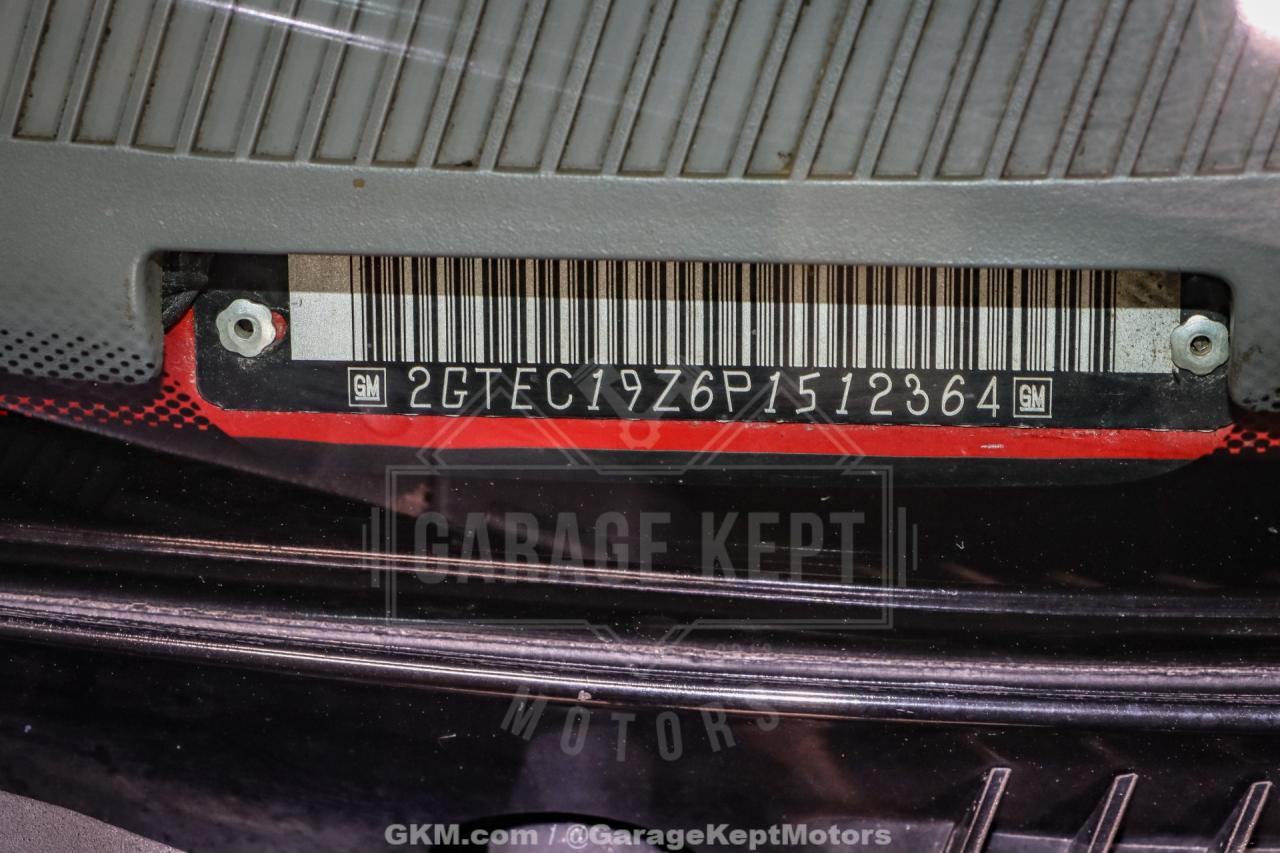 GM 2GTEC19Z6P1512364 GM
GARAGE KEPT
MOTORS
GKM.com / @GarageKeptMotors